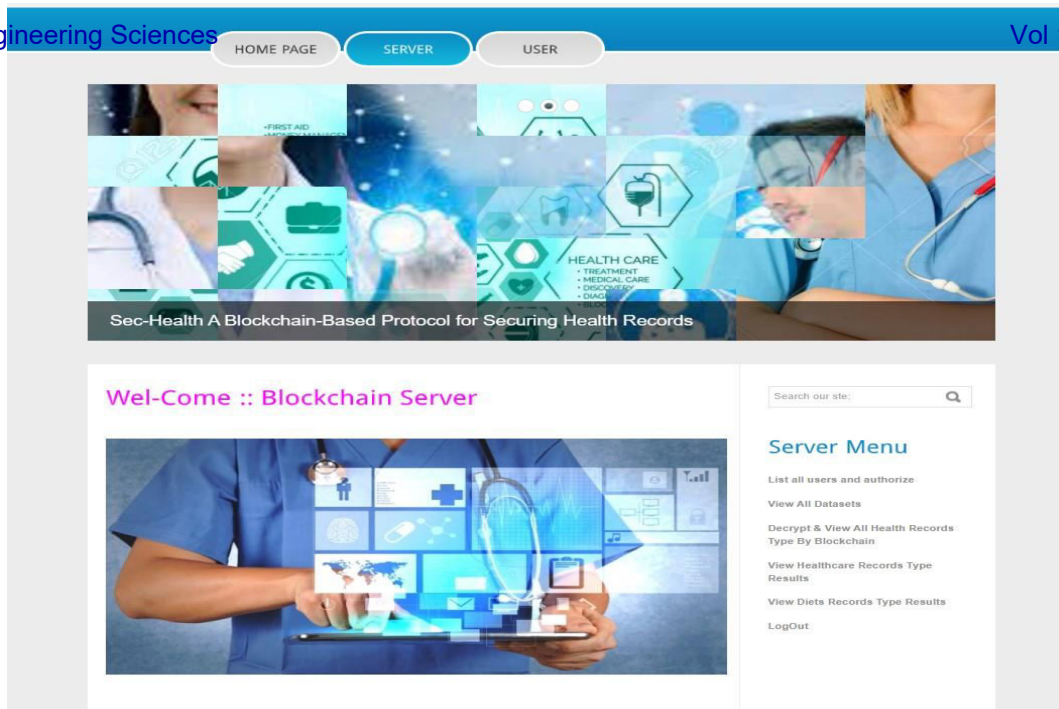 gineering Sciences
Vol
HOME PAGE
SERVER
USER
•FIRST AID
HEALTH CARE
• TREATMENT
• MEDICAL CARE
• DISCOVERY
Sec-Health A Blockchain-Based Protocol for Securing Health Records
Wel-Come :: Blockchain Server
Search our ste:
Server Menu
List all users and authorize
View All Datasets
Decrypt & View All Health Records
Type By Blockchain
View Healthcare Records Type
Results
View Diets Records Type Results
LogOut